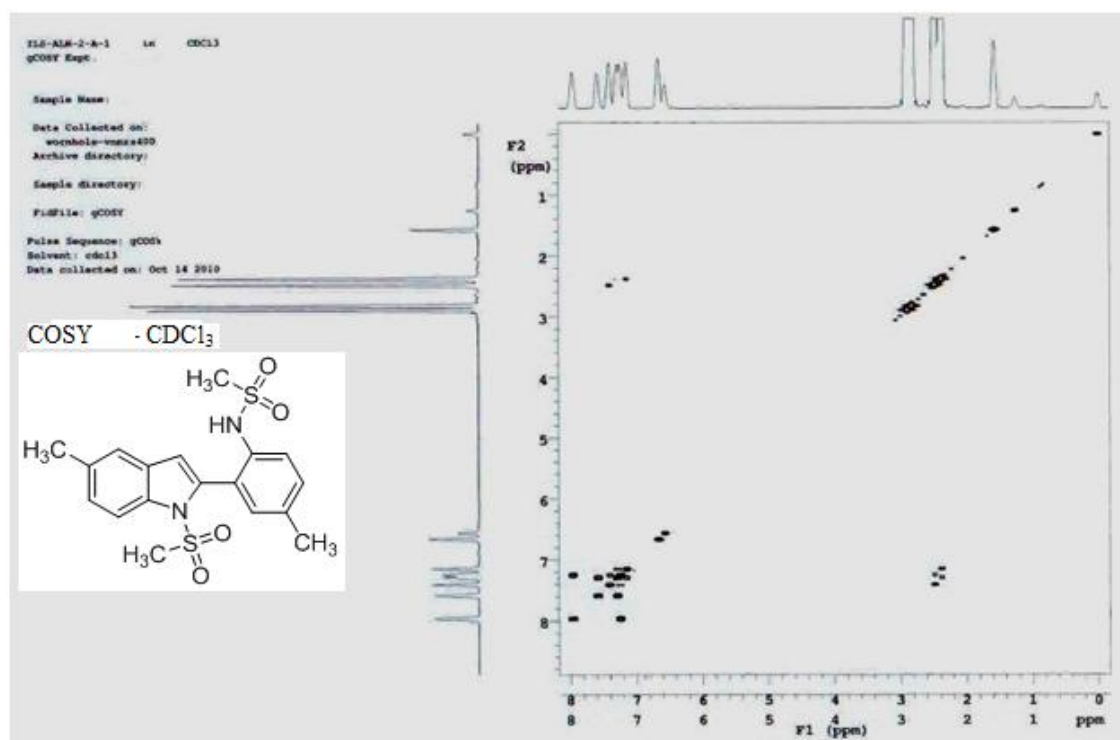 YLS-ALM-2-A-1 in CDCl3
gCOSY Expt.
Sample Name:
Data Collected on:
wormhole-vnmrs400
Archive directory:
Sample directory:
FidFile: gCOSY
Pulse Sequence: gCOSY
Solvent: cdcl3
Data collected on: Oct 14 2010
COSY - CDCl₃
H₃C
S
O
O
HN
H₃C
N
S
O
O
H₃C
CH₃
F2
(ppm)
1
2
3
4
5
6
7
8
8 7 6 5 4 3 2 1 0
8 7 6 5 4 3 2 1 ppm
F1 (ppm)